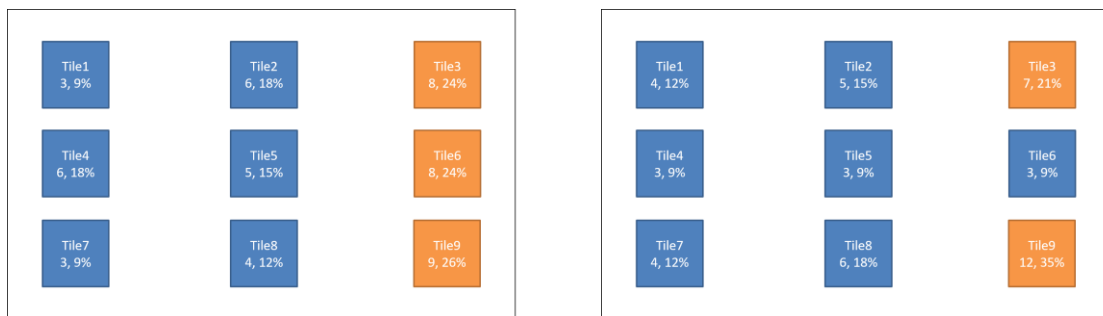 Tile1
3, 9%
Tile2
6, 18%
Tile3
8, 24%
Tile4
6, 18%
Tile5
5, 15%
Tile6
8, 24%
Tile7
3, 9%
Tile8
4, 12%
Tile9
9, 26%
Tile1
4, 12%
Tile2
5, 15%
Tile3
7, 21%
Tile4
3, 9%
Tile5
3, 9%
Tile6
3, 9%
Tile7
4, 12%
Tile8
6, 18%
Tile9
12, 35%